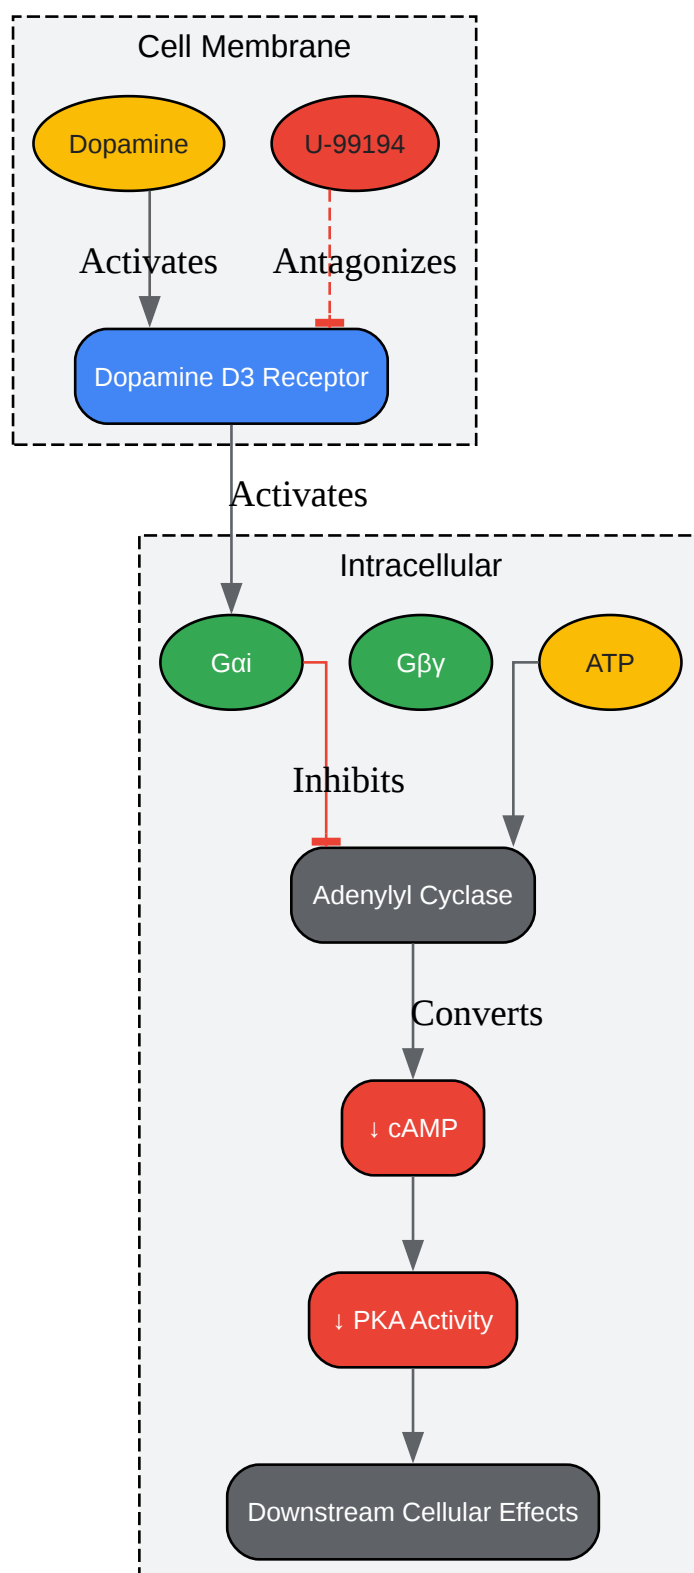 Cell Membrane
Dopamine
U-99194
Activates
Antagonizes
Dopamine D3 Receptor
Activates
Intracellular
Gαi
Gβγ
ATP
Inhibits
Adenylyl Cyclase
Converts
↓ cAMP
↓ PKA Activity
Downstream Cellular Effects